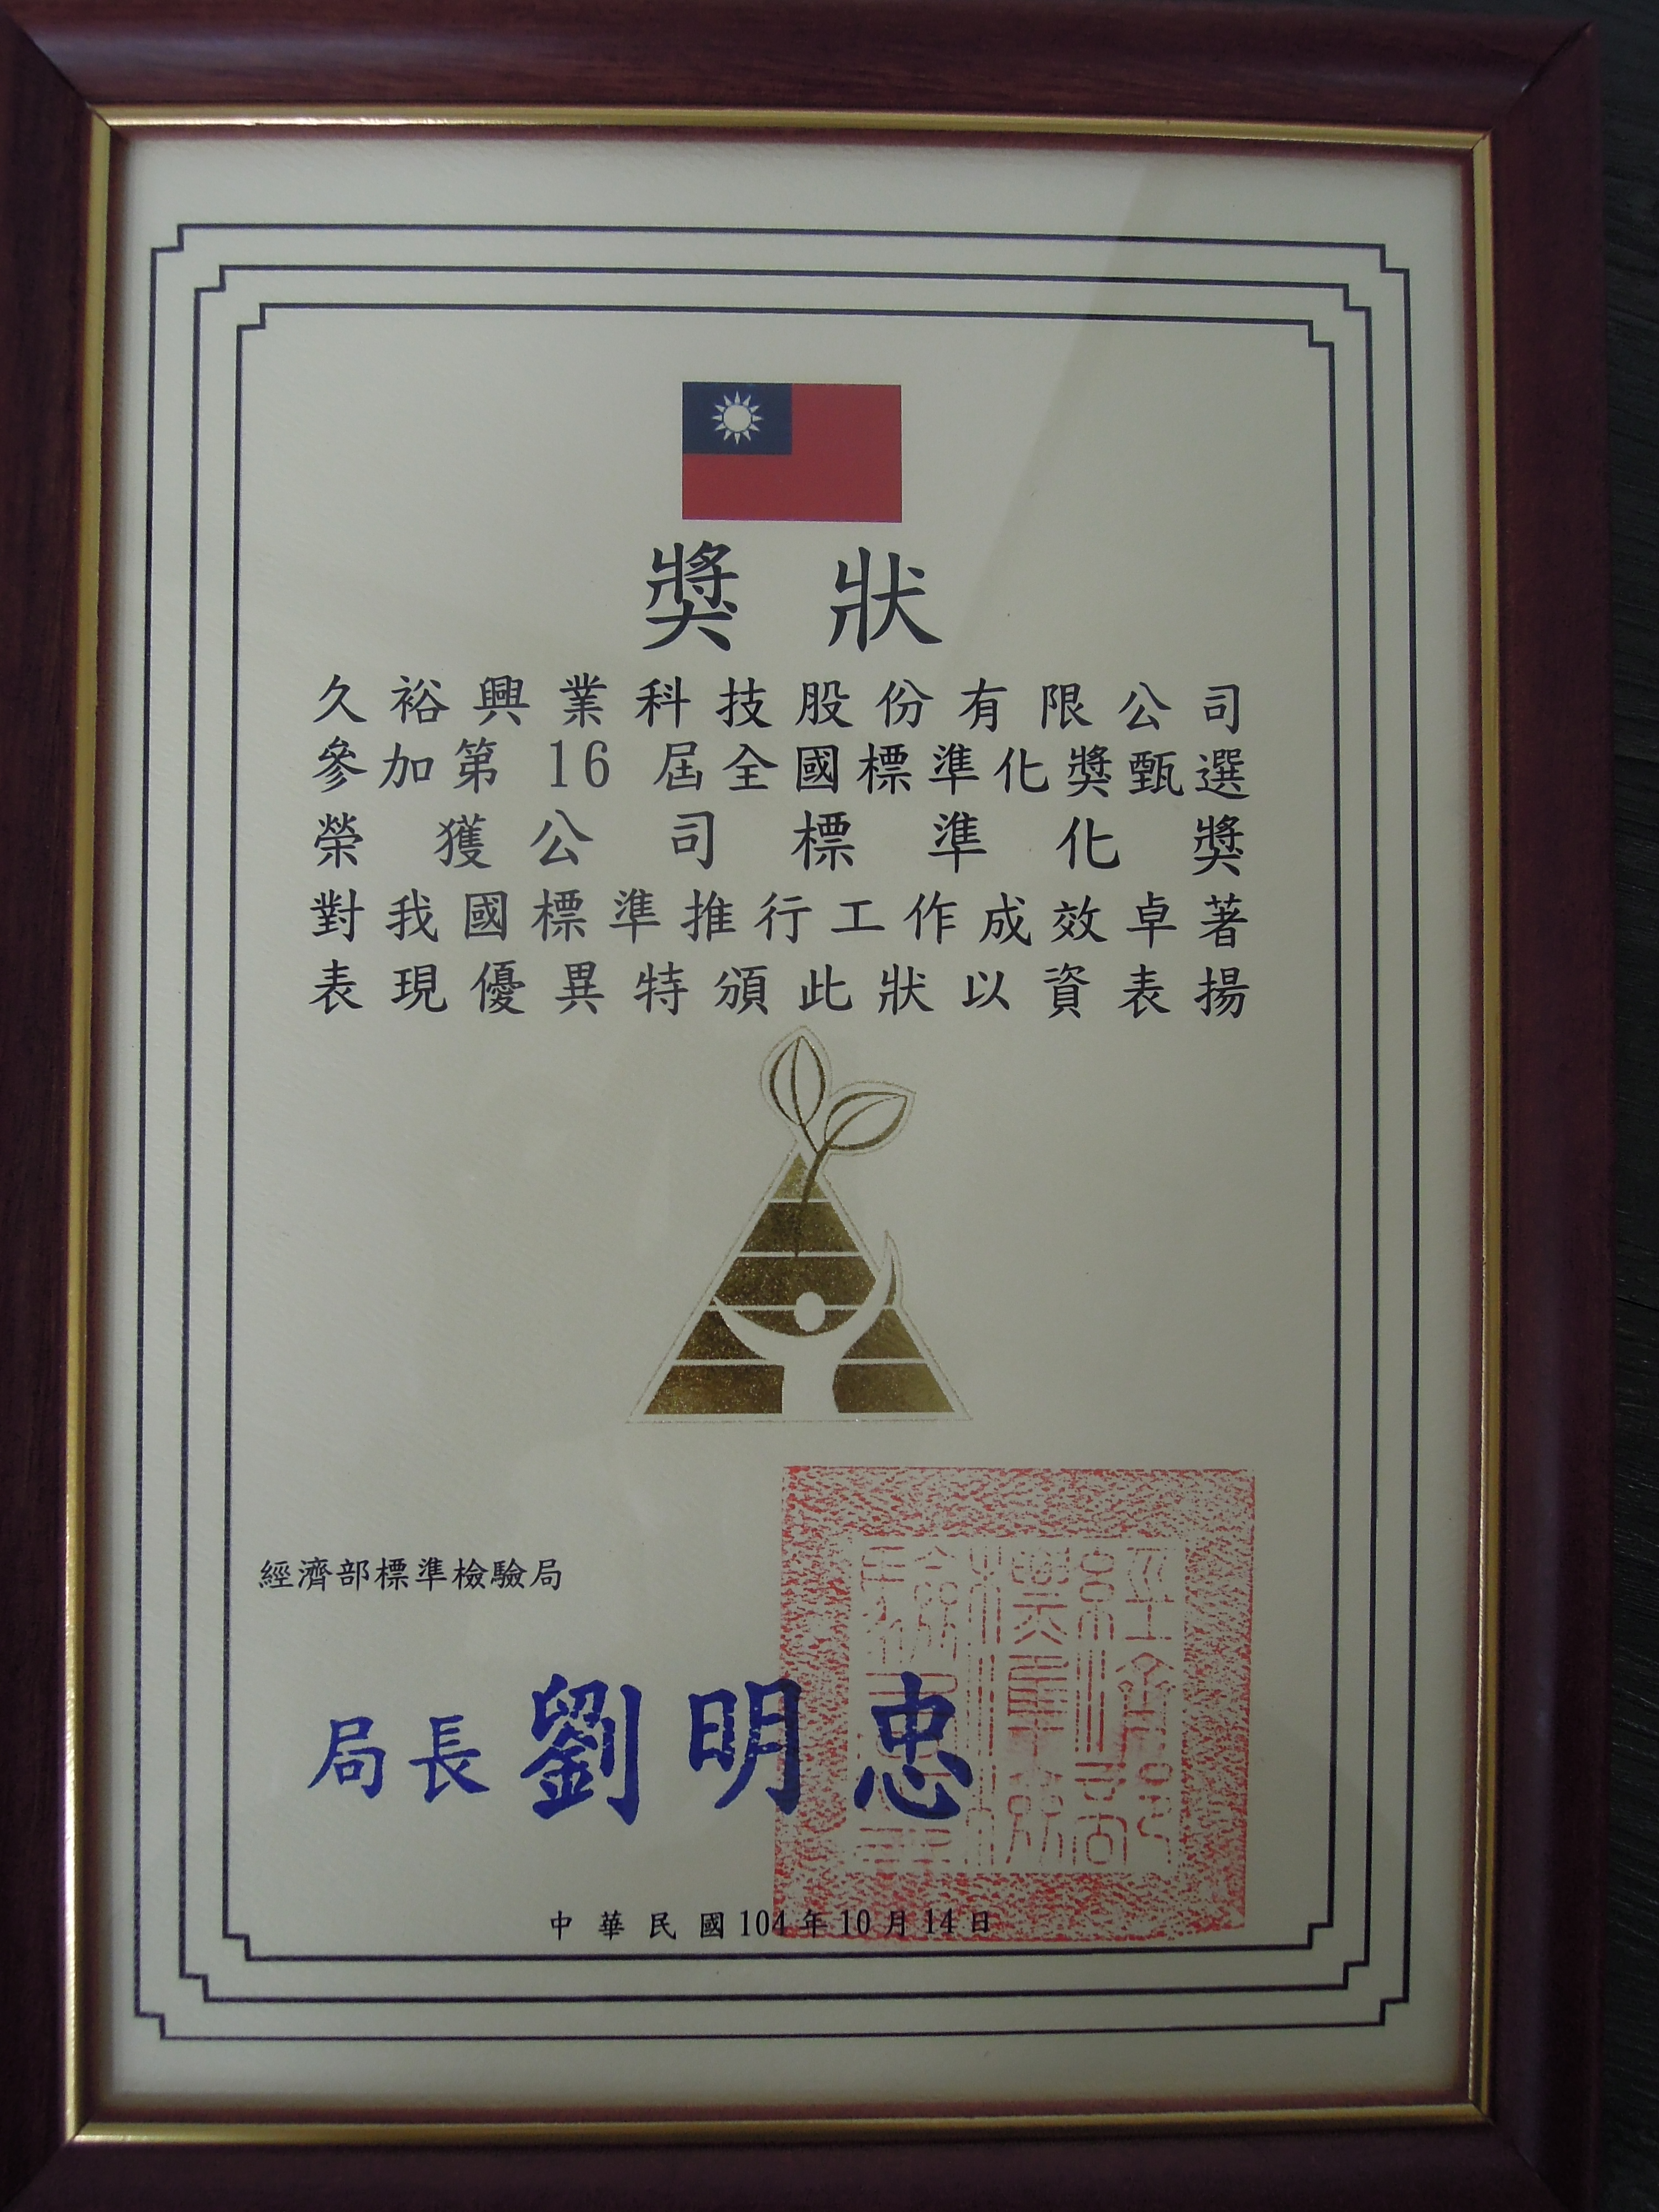 獎狀
久裕興業科技股份有限公司
參加第 16 屆全國標準化獎甄選
榮獲公司標準化獎
對我國標準推行工作成效卓著
表現優異特頒此狀以資表揚
經濟部標準檢驗局
局長 劉明忠
中華民國104年10月14日